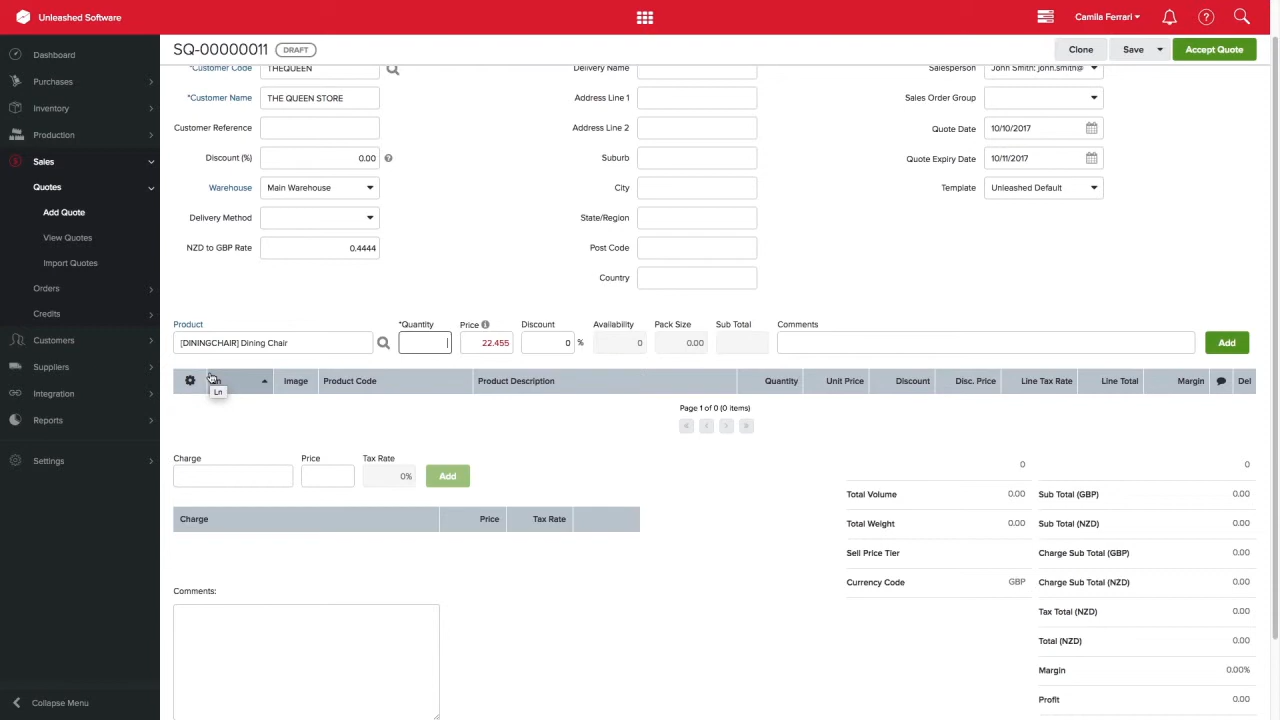 Unleashed Software
Camila Ferrari
SQ-00000011 DRAFT
Clone Save Accept Quote
Dashboard
Purchases
Inventory
Production
Sales
Quotes
Add Quote
View Quotes
Import Quotes
Orders
Credits
Customers
Suppliers
Integration
Reports
Settings
Collapse Menu
*Customer Code THEQUEEN
*Customer Name THE QUEEN STORE
Customer Reference
Discount (%) 0.00
Warehouse Main Warehouse
Delivery Method
NZD to GBP Rate 0.4444
Delivery Name
Address Line 1
Address Line 2
Suburb
City
State/Region
Post Code
Country
Salesperson John Smith: john.smith@
Sales Order Group
Quote Date 10/10/2017
Quote Expiry Date 10/11/2017
Template Unleashed Default
Product *Quantity Price Discount Availability Pack Size Sub Total Comments
[DININGCHAIR] Dining Chair 22.455 0 % 0 0.00 Add
Image Product Code Product Description Quantity Unit Price Discount Disc. Price Line Tax Rate Line Total Margin Del
Ln
Page 1 of 0 (0 items)
Charge Price Tax Rate
0% Add
Charge Price Tax Rate
Comments:
0
Total Volume 0.00
Total Weight 0.00
Sell Price Tier
Currency Code GBP
0
Sub Total (GBP) 0.00
Sub Total (NZD) 0.00
Charge Sub Total (GBP) 0.00
Charge Sub Total (NZD) 0.00
Tax Total (NZD) 0.00
Total (NZD) 0.00
Margin 0.00%
Profit 0.00